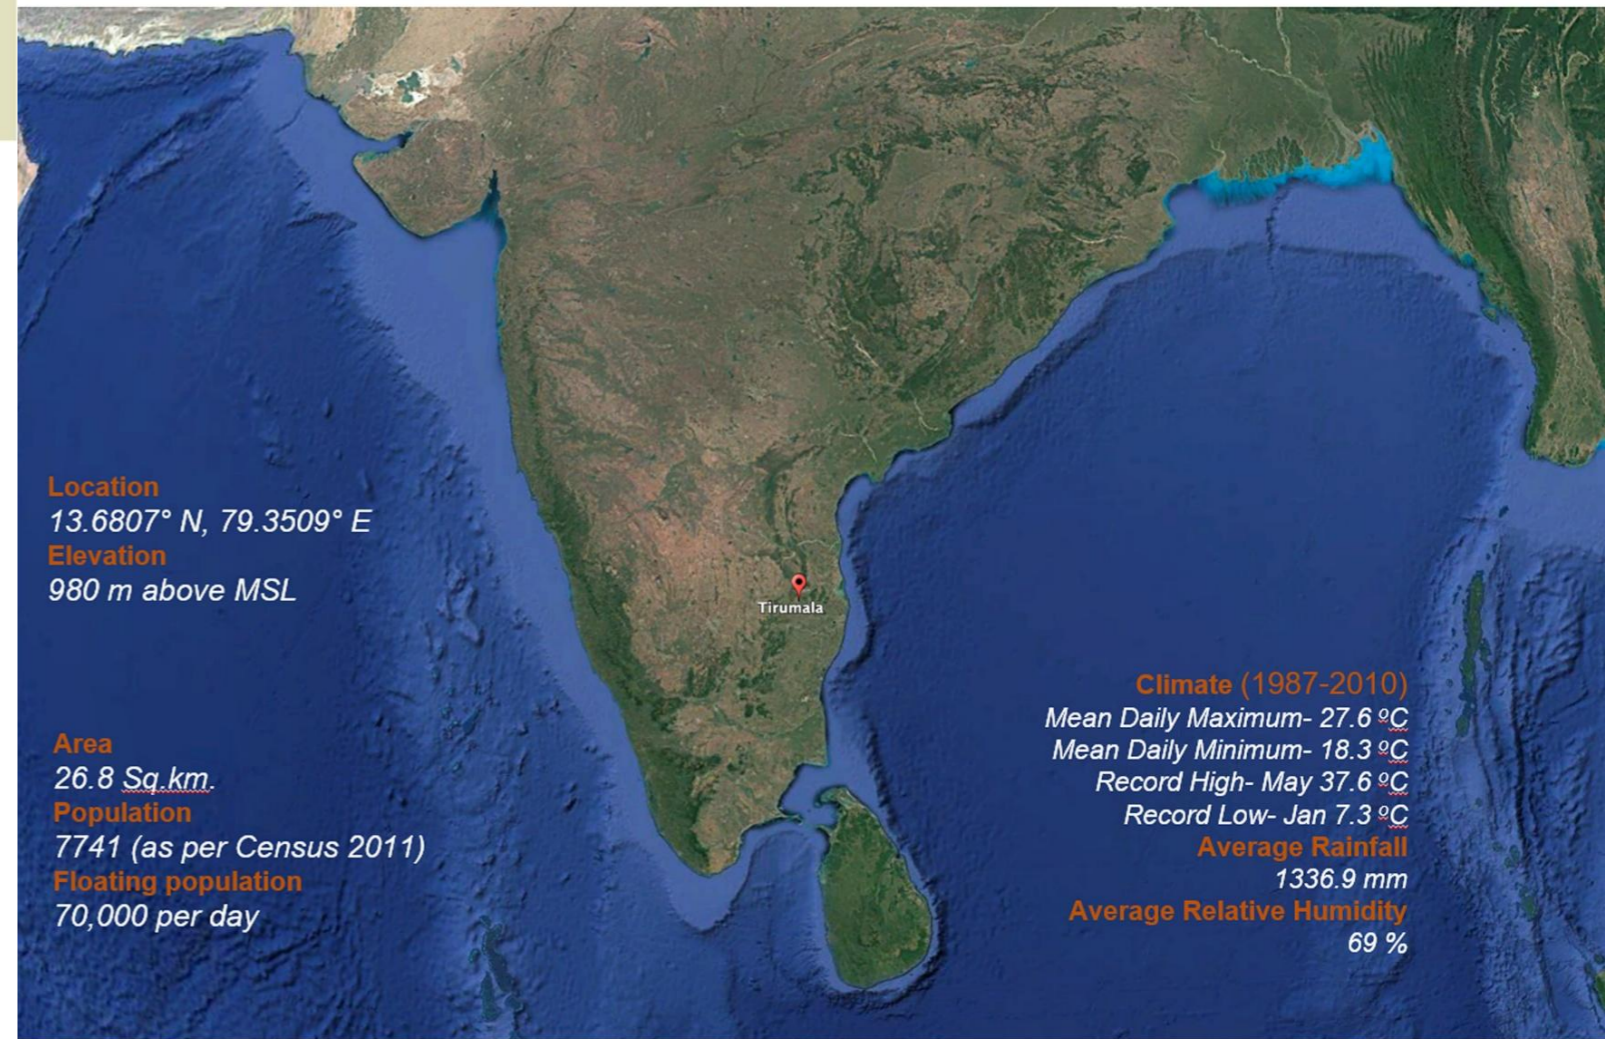 Location
13.6807° N, 79.3509° E
Elevation
980 m above MSL
Tirumala
Area
26.8 Sq.km.
Population
7741 (as per Census 2011)
Floating population
70,000 per day
Climate (1987-2010)
Mean Daily Maximum- 27.6 ºC
Mean Daily Minimum- 18.3 ºC
Record High- May 37.6 ºC
Record Low- Jan 7.3 ºC
Average Rainfall
1336.9 mm
Average Relative Humidity
69 %